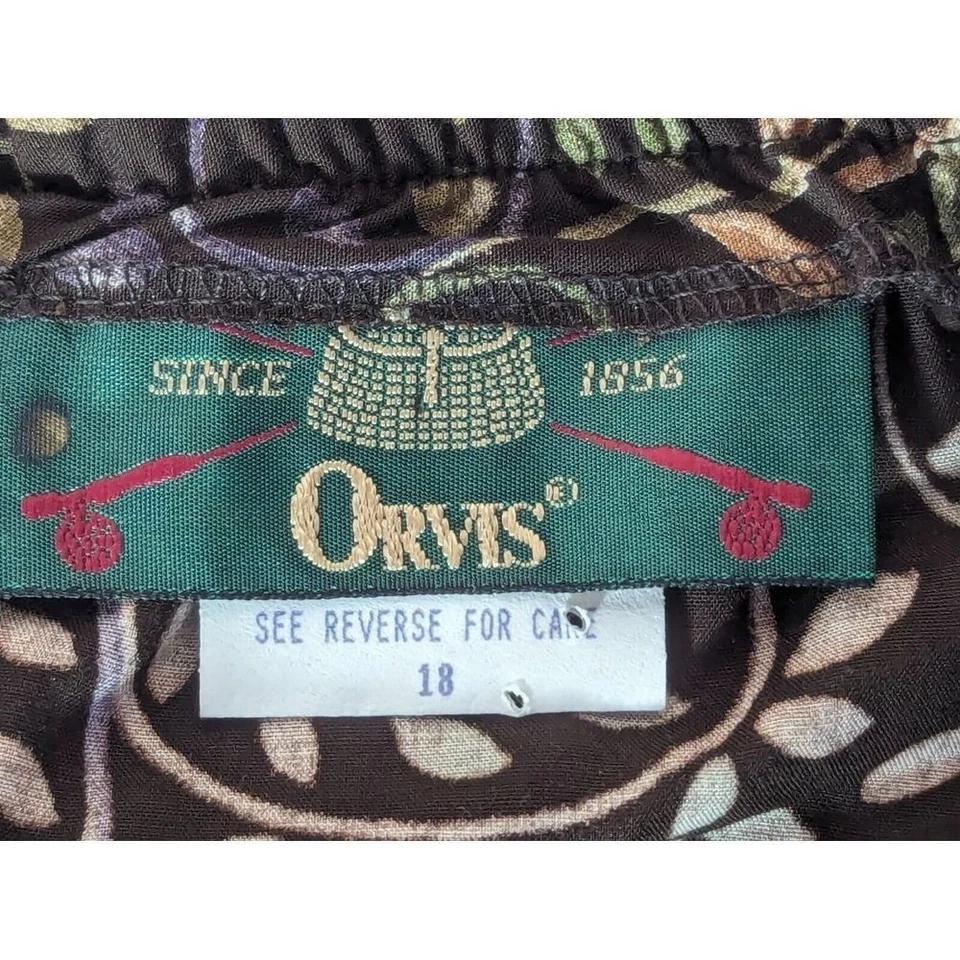 SINCE 1856
ORVIS®
SEE REVERSE FOR CARE
18